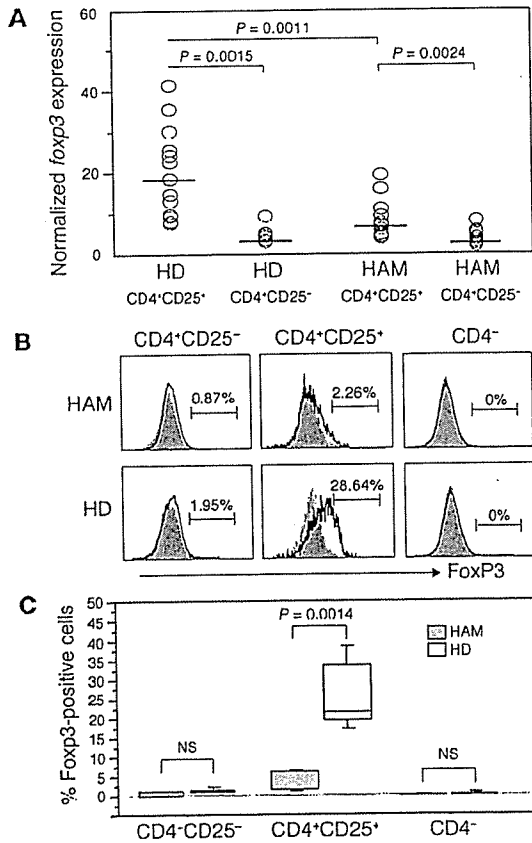 A
Normalized foxp3 expression
60
40
20
0
P = 0.0011
P = 0.0015
P = 0.0024
HD
HD
HAM
HAM
CD4⁺CD25⁺
CD4⁺CD25⁻
CD4⁺CD25⁺
CD4⁺CD25⁻
B
CD4⁺CD25⁻
CD4⁺CD25⁺
CD4⁻
HAM
0.87%
2.26%
0%
HD
1.95%
28.64%
0%
FoxP3
C
% Foxp3-positive cells
50
45
40
35
30
25
20
15
10
5
0
P = 0.0014
HAM
HD
NS
NS
CD4⁻CD25⁻
CD4⁺CD25⁺
CD4⁻